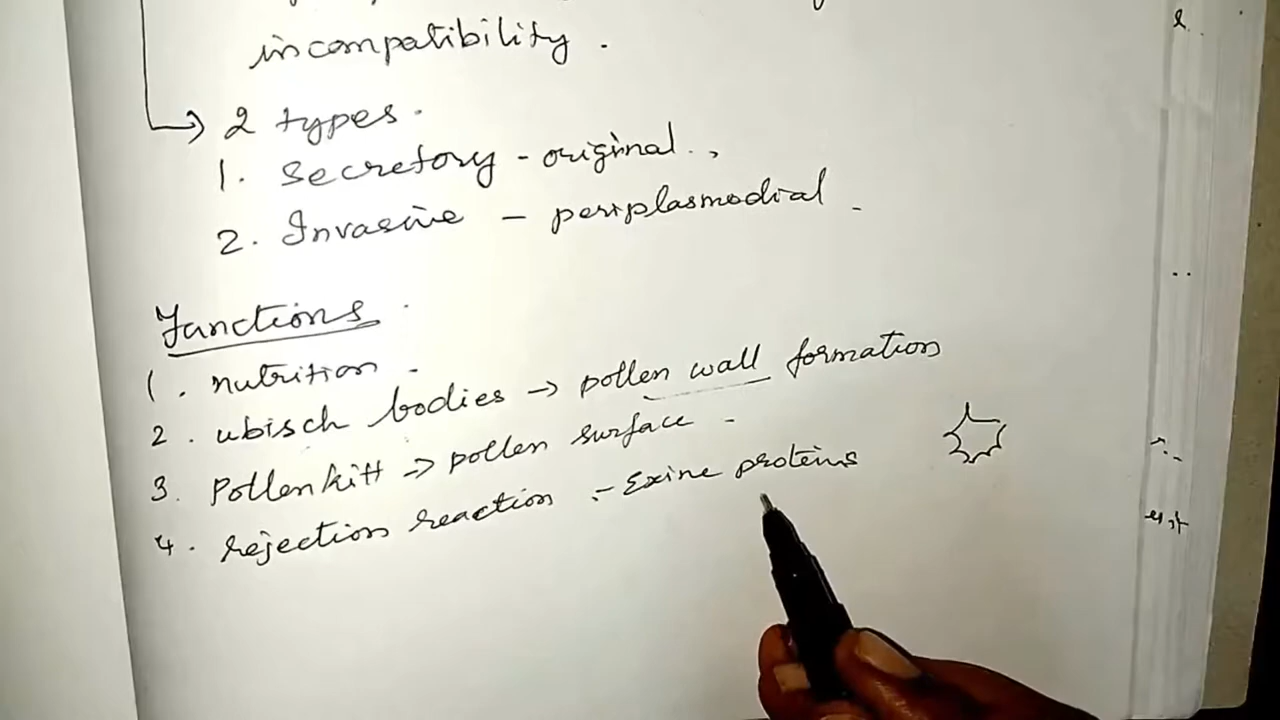 incompatibility .
→ 2 types .
1. Secretory - original . ,
2. Invasive - periplasmodial .
Functions .
1. nutrition .
2. ubisch bodies → pollen wall formation
3. Pollenkitt → pollen surface .
4. rejection reaction :- Exine proteins